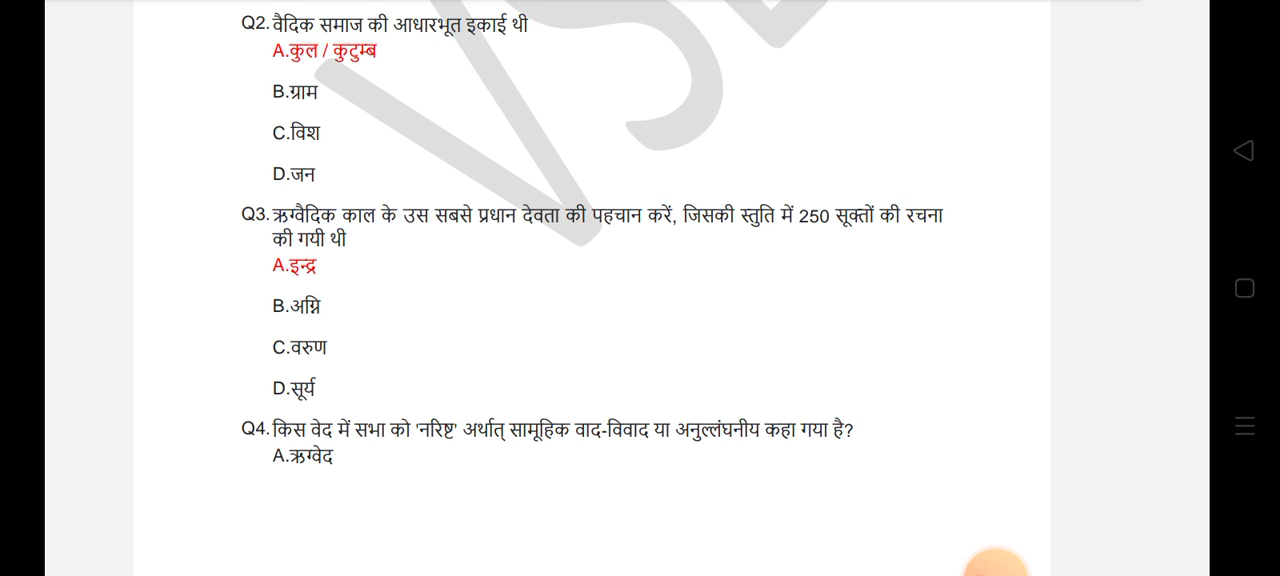 Q2. वैदिक समाज की आधारभूत इकाई थी
A.कुल / कुटुम्ब
B.ग्राम
C.विश
D.जन
Q3. ऋग्वैदिक काल के उस सबसे प्रधान देवता की पहचान करें, जिसकी स्तुति में 250 सूक्तों की रचना
की गयी थी
A.इन्द्र
B.अग्नि
C.वरुण
D.सूर्य
Q4. किस वेद में सभा को 'नरिष्ट' अर्थात् सामूहिक वाद-विवाद या अनुल्लंघनीय कहा गया है?
A.ऋग्वेद